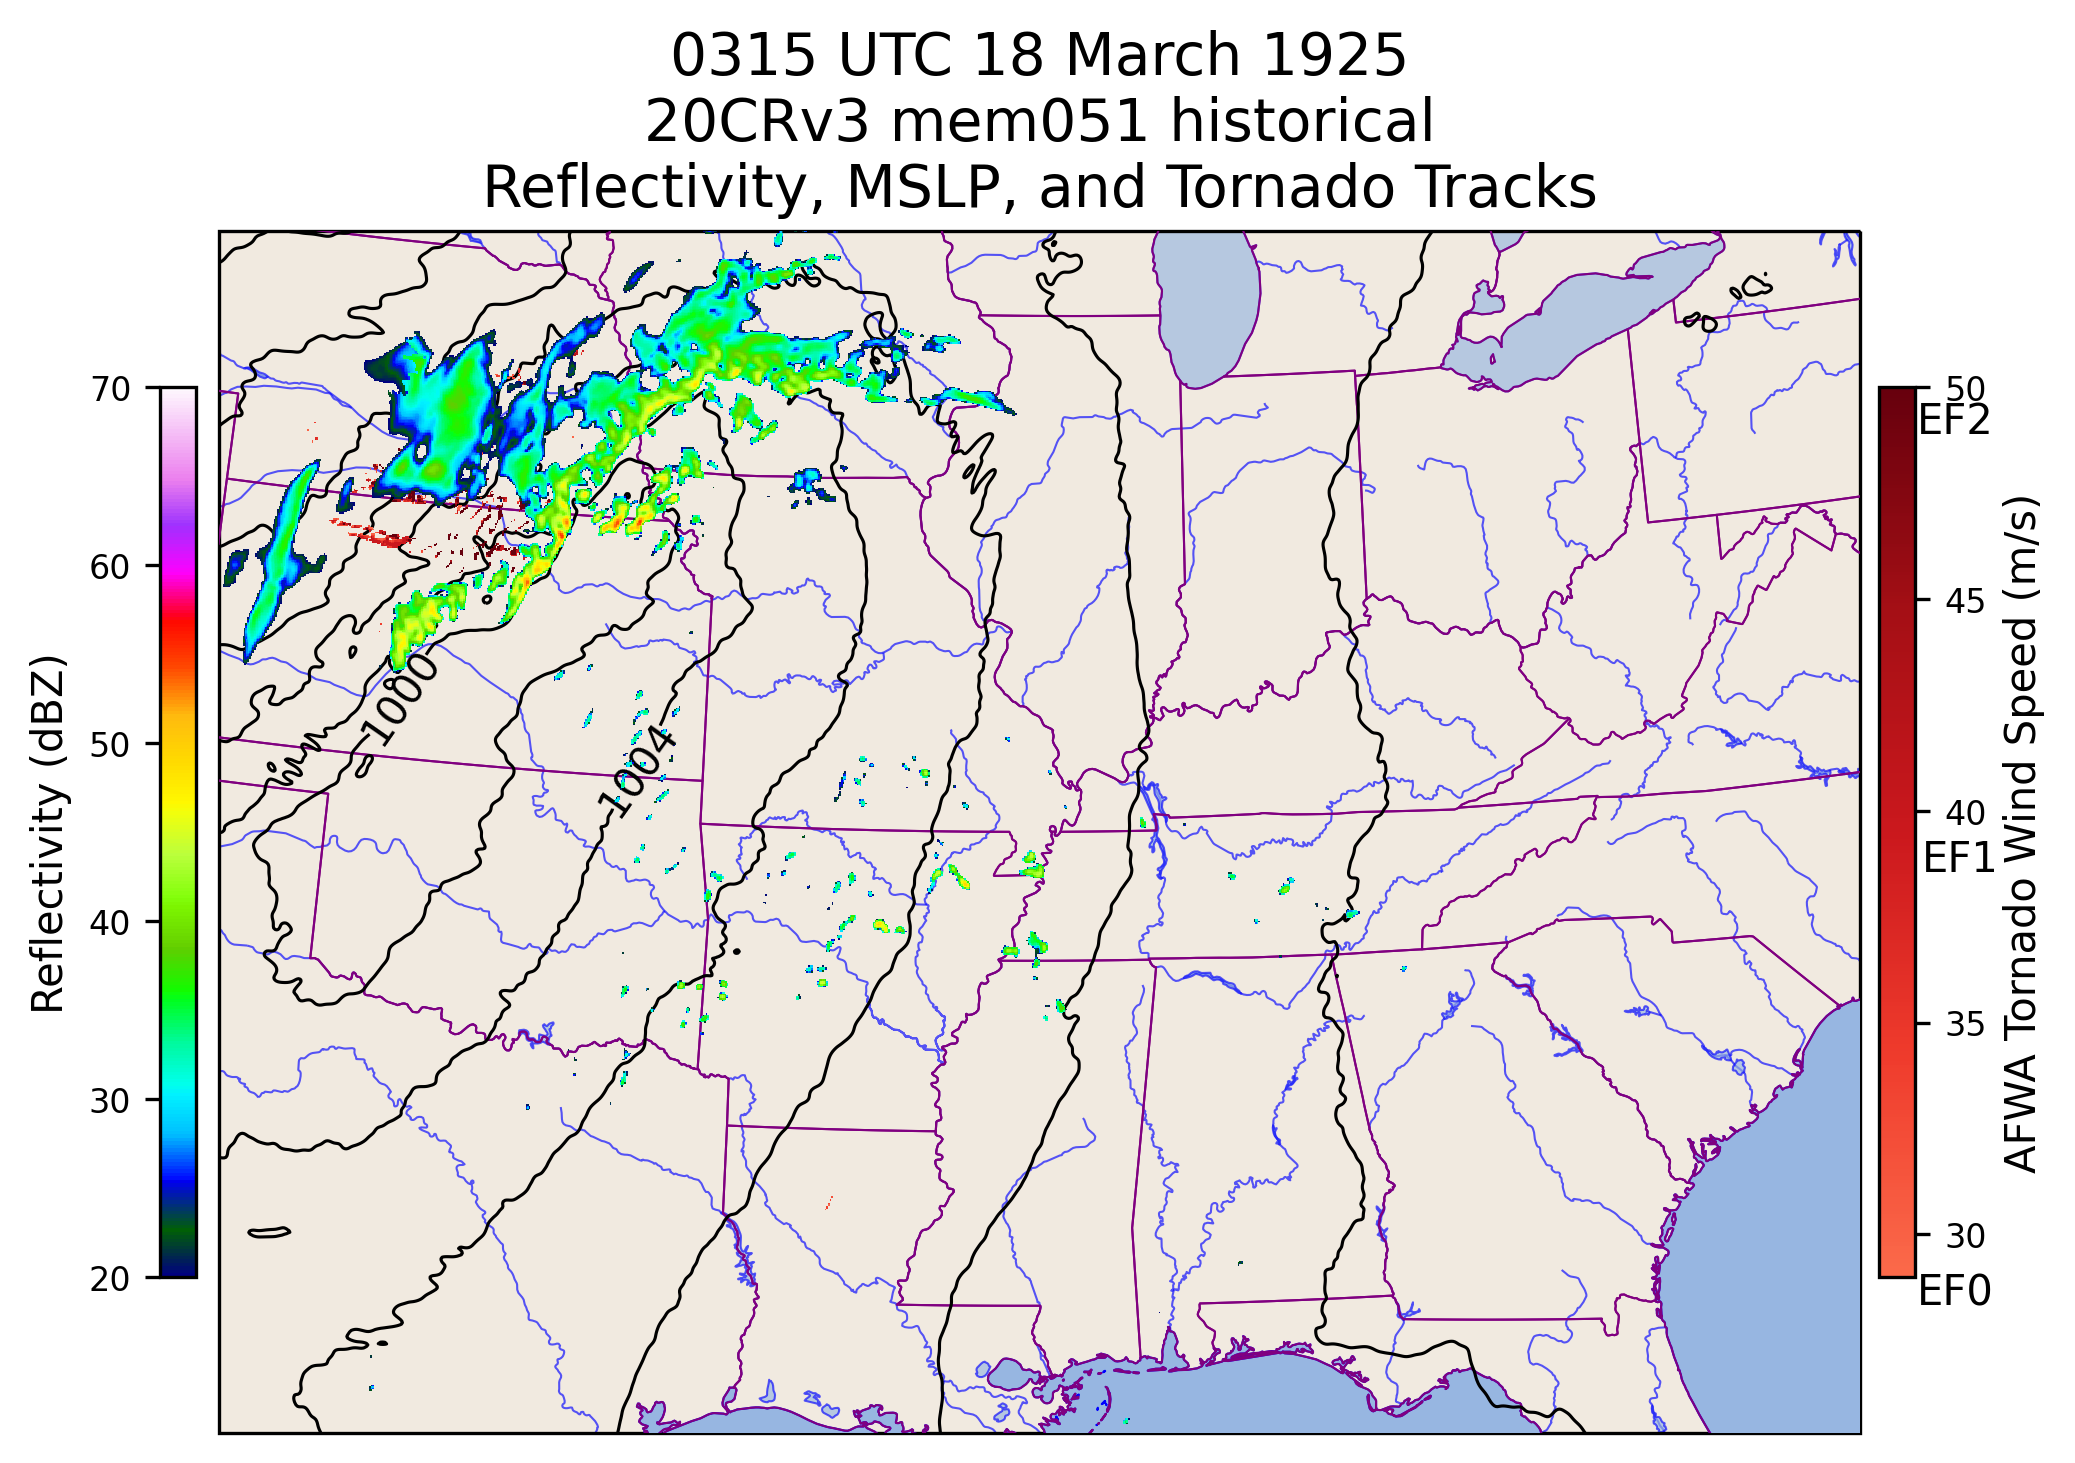 0315 UTC 18 March 1925
20CRv3 mem051 historical
Reflectivity, MSLP, and Tornado Tracks
70
60
50
40
30
20
Reflectivity (dBZ)
1000
1004
50
EF2
45
40
EF1
35
30
EF0
AFWA Tornado Wind Speed (m/s)